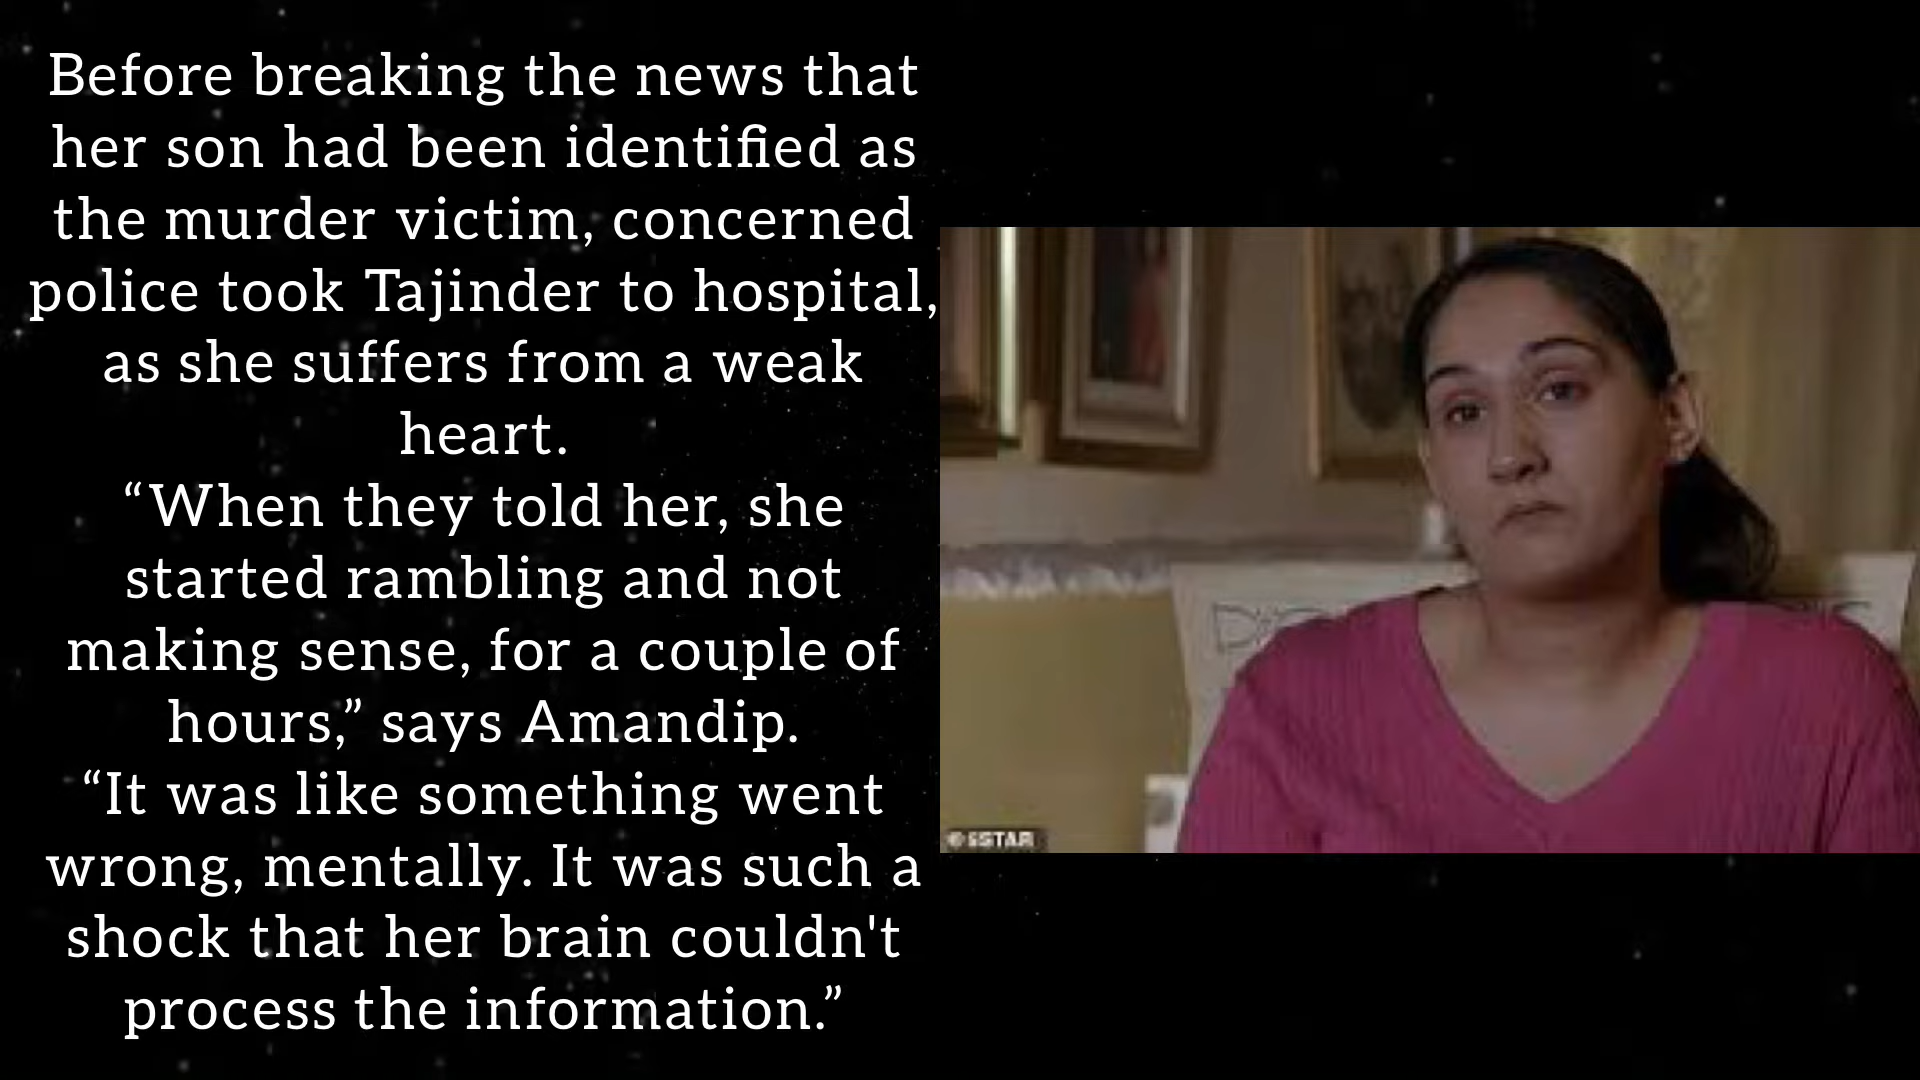 Before breaking the news that
her son had been identified as
the murder victim, concerned
police took Tajinder to hospital,
as she suffers from a weak
heart.
“When they told her, she
started rambling and not
making sense, for a couple of
hours,” says Amandip.
“It was like something went
wrong, mentally. It was such a
shock that her brain couldn't
process the information.”
© 5STAR